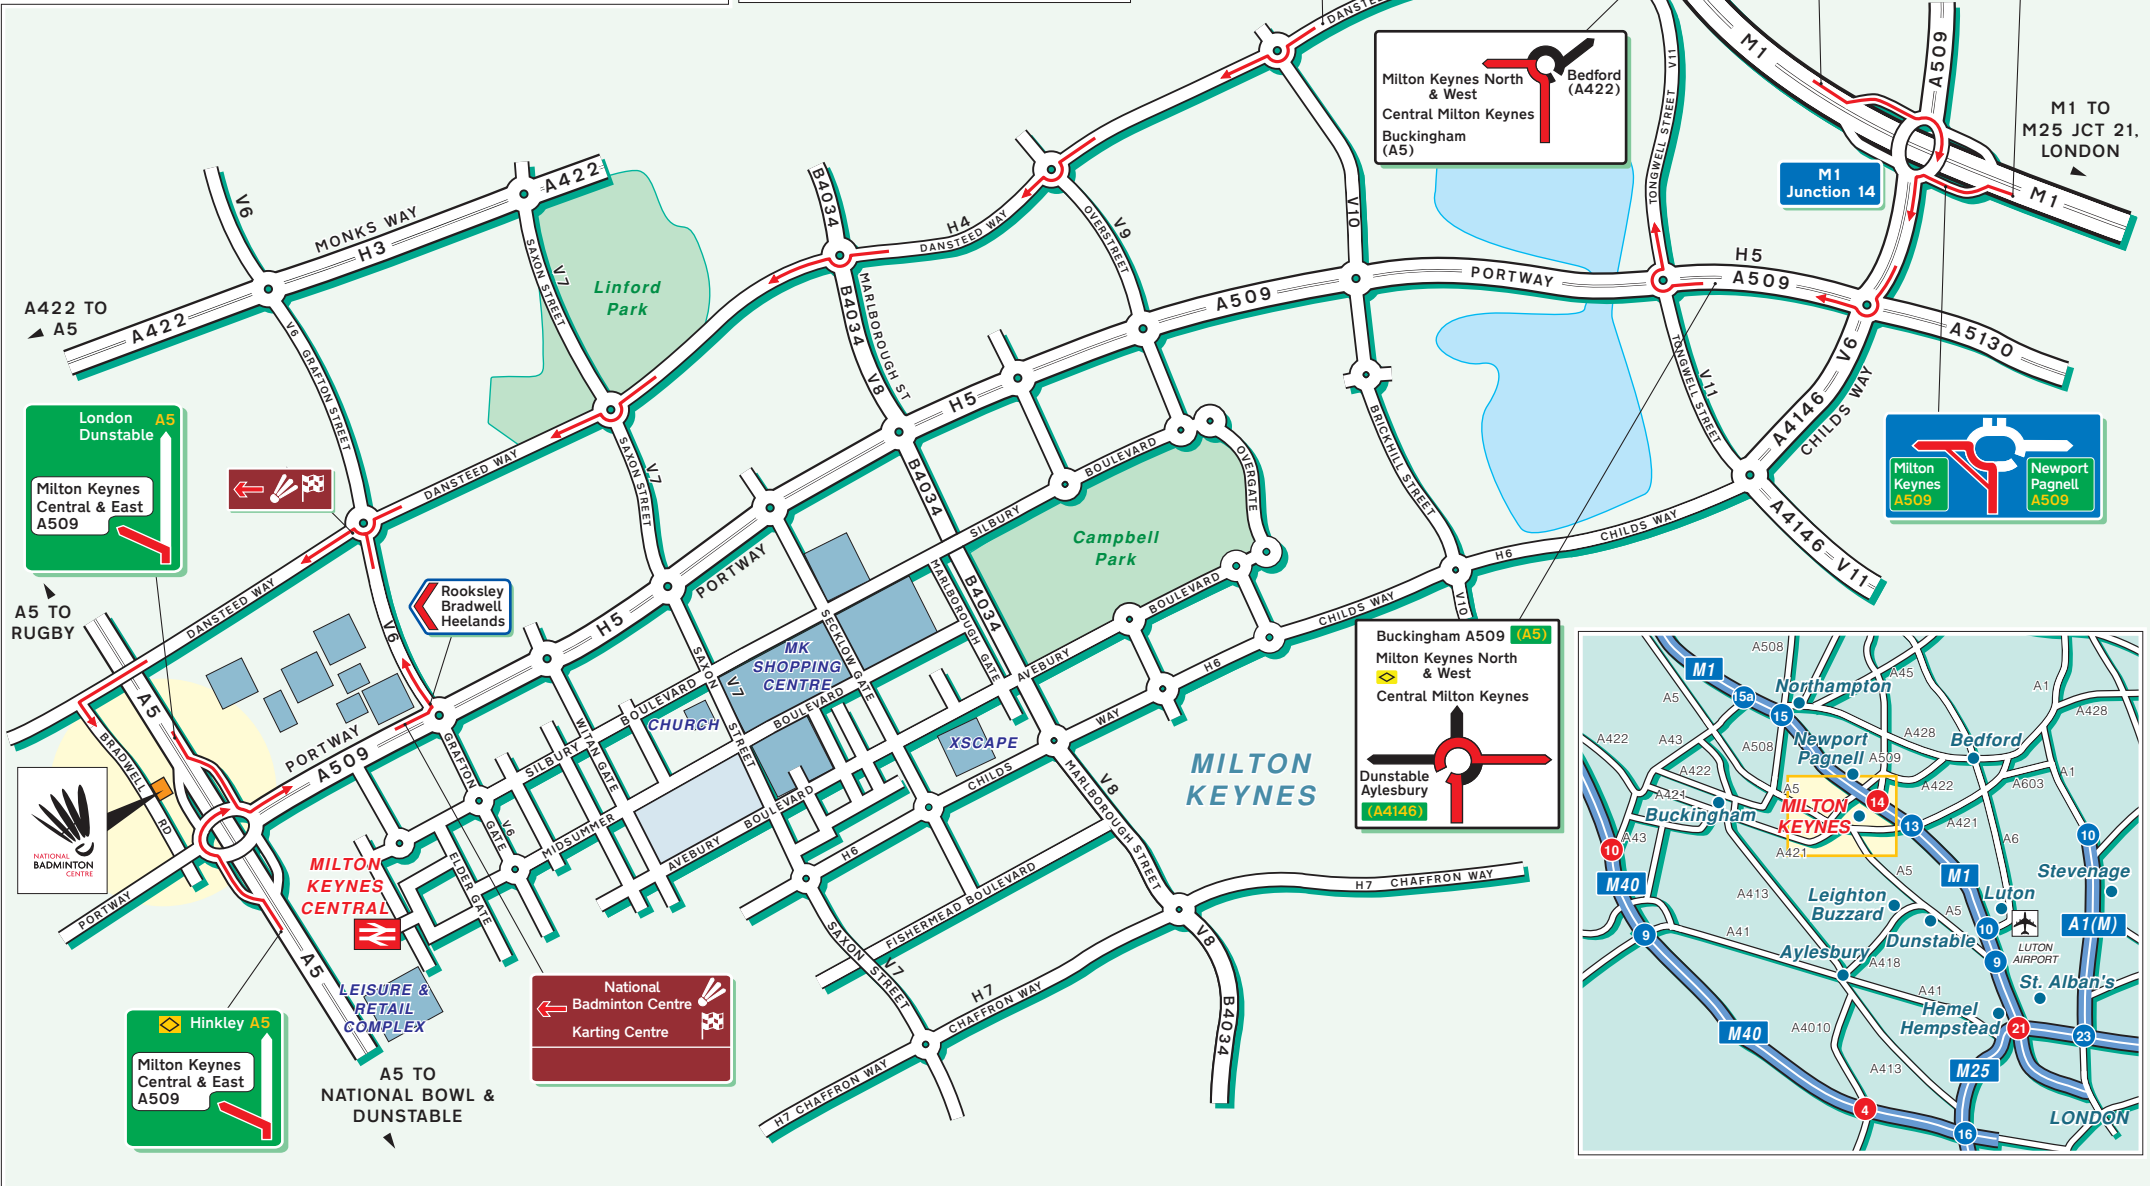 DANSTEED
M1
A509
M1 TO
M25 JCT 21,
LONDON
Milton Keynes North
& West
Central Milton Keynes
Buckingham
(A5)
Bedford
(A422)
V11
TONGWELL STREET
M1
Junction 14
M1
V6
MONKS WAY
H3
A422
A422
B4034
H4
DANSTEED WAY
OVERSTREET
V9
V10
PORTWAY
H5
A509
A5130
A422 TO
A5
V6 GRAFTON STREET
SAXON STREET
V7
Linford
Park
B4034
MARLBOROUGH ST
V8
H5
A509
TONGWELL STREET
V11
V6
A4146
CHILDS WAY
London
Dunstable
A5
Milton Keynes
Central & East
A509
DANSTEED WAY
SAXON STREET
V7
B4034
BOULEVARD
SILBURY
OVERGATE
BRICKHILL STREET
Milton
Keynes
A509
Newport
Pagnell
A509
A4146
V11
Campbell
Park
H6
CHILDS WAY
A5 TO
RUGBY
DANSTEED WAY
V6
Rooksley
Bradwell
Heelands
H5
PORTWAY
MARLBOROUGH GATE
B4034
BOULEVARD
CHILDS WAY
V10
SECKLOW GATE
MK
SHOPPING
CENTRE
SAXON
V7
STREET
AVEBURY
H6
Buckingham A509 (A5)
Milton Keynes North
& West
Central Milton Keynes
Dunstable
Aylesbury
(A4146)
A5
BRADWELL
RD
PORTWAY
A509
GRAFTON
V6
GATE
SILBURY
BOULEVARD
WITAN GATE
CHURCH
BOULEVARD
XSCAPE
WAY
CHILDS
MILTON
KEYNES
V8
MARLBOROUGH STREET
NATIONAL
BADMINTON
CENTRE
MIDSUMMER
BOULEVARD
AVEBURY
H6
MILTON
KEYNES
CENTRAL
ELDER GATE
PORTWAY
FISHERMEAD BOULEVARD
H7 CHAFFRON WAY
V8
A5
SAXON STREET
V7
LEISURE &
RETAIL
COMPLEX
National
Badminton Centre
Karting Centre
H7
CHAFFRON WAY
B4034
Hinkley A5
Milton Keynes
Central & East
A509
A5 TO
NATIONAL BOWL &
DUNSTABLE
H7 CHAFFRON WAY
A508
M1
A45
A1
A5
15a
Northampton
15
A428
A422
A43
A508
Newport
Pagnell
A428
Bedford
A509
A422
A421
A5
A422
A603
A1
MILTON
KEYNES
14
Buckingham
13
A421
A6
10
A43
10
A421
M40
A413
A5
M1
Stevenage
Leighton
Buzzard
Luton
A5
A1(M)
9
A41
Dunstable
10
LUTON
AIRPORT
Aylesbury
A418
9
St. Alban's
A41
Hemel
Hempstead
M40
A4010
21
23
A413
M25
4
LONDON
16